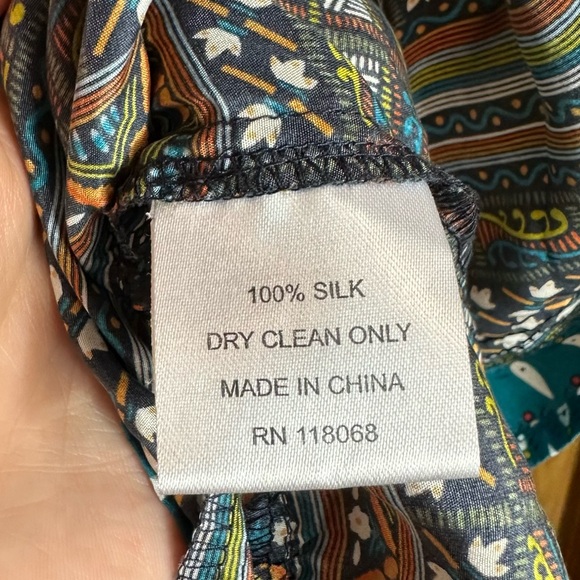 100% SILK
DRY CLEAN ONLY
MADE IN CHINA
RN 118068